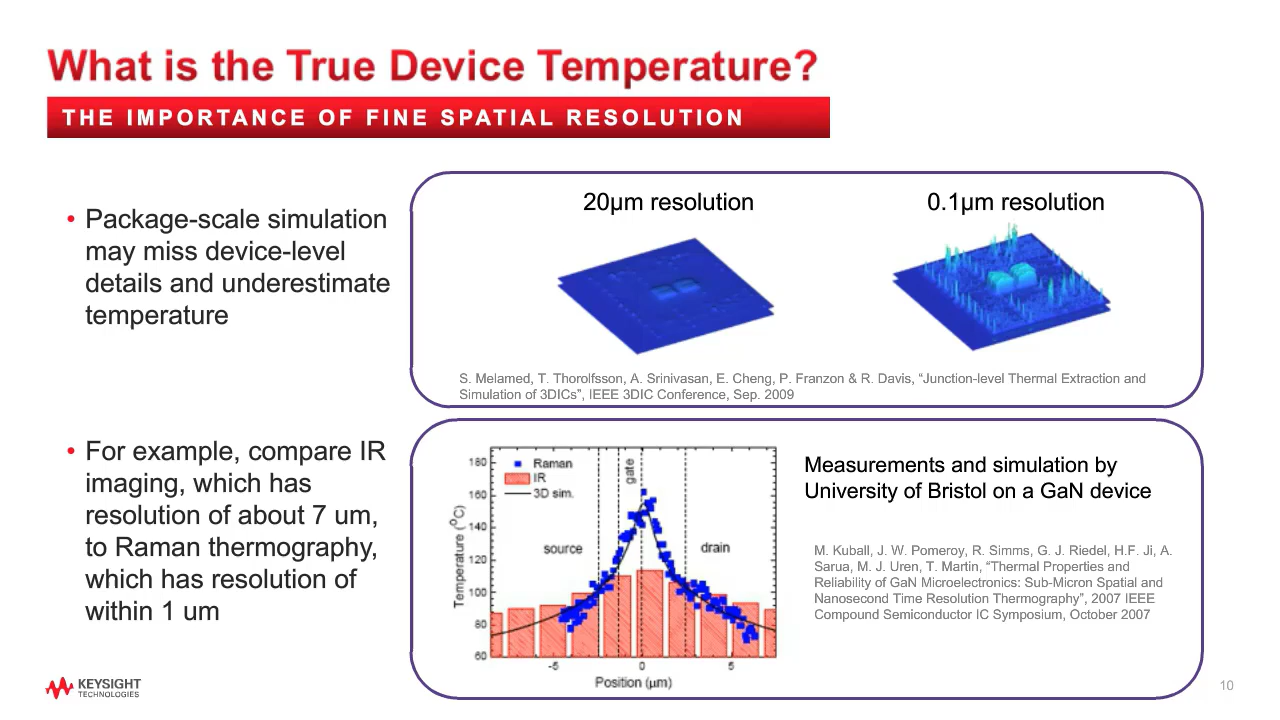 What is the True Device Temperature?
THE IMPORTANCE OF FINE SPATIAL RESOLUTION
• Package-scale simulation
may miss device-level
details and underestimate
temperature
20µm resolution
0.1µm resolution
S. Melamed, T. Thorolfsson, A. Srinivasan, E. Cheng, P. Franzon & R. Davis, “Junction-level Thermal Extraction and
Simulation of 3DICs”, IEEE 3DIC Conference, Sep. 2009
• For example, compare IR
imaging, which has
resolution of about 7 um,
to Raman thermography,
which has resolution of
within 1 um
Temperature (°C)
180
160
140
120
100
80
60
Raman
IR
3D sim.
gate
source
drain
-5
0
5
Position (µm)
Measurements and simulation by
University of Bristol on a GaN device
M. Kuball, J. W. Pomeroy, R. Simms, G. J. Riedel, H.F. Ji, A.
Sarua, M. J. Uren, T. Martin, “Thermal Properties and
Reliability of GaN Microelectronics: Sub-Micron Spatial and
Nanosecond Time Resolution Thermography”, 2007 IEEE
Compound Semiconductor IC Symposium, October 2007
KEYSIGHT
TECHNOLOGIES
10